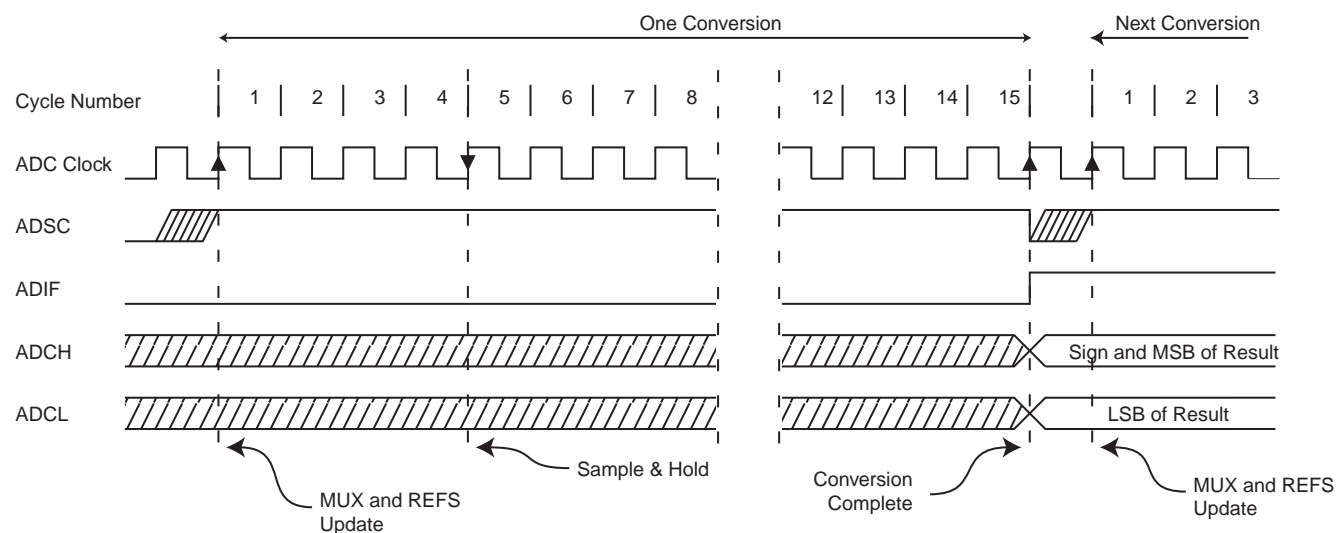 One Conversion
Next Conversion
Cycle Number
1 2 3 4 5 6 7 8 12 13 14 15 1 2 3
ADC Clock
ADSC
ADIF
ADCH
Sign and MSB of Result
ADCL
LSB of Result
MUX and REFS
Update
Sample & Hold
Conversion
Complete
MUX and REFS
Update